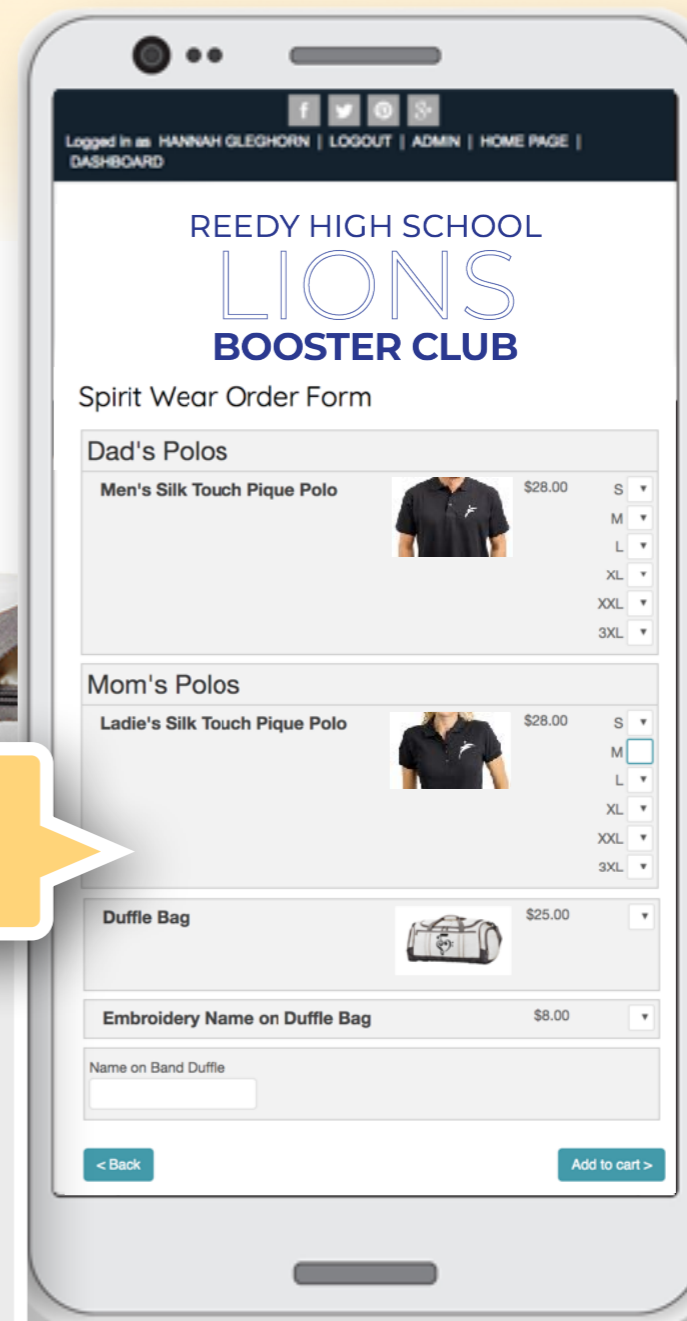 Logged in as HANNAH GLEGHORN | LOGOUT | ADMIN | HOME PAGE |
DASHBOARD
REEDY HIGH SCHOOL
LIONS
BOOSTER CLUB
Spirit Wear Order Form
Dad's Polos
Men's Silk Touch Pique Polo $28.00 S
M
L
XL
XXL
3XL
Mom's Polos
Ladie's Silk Touch Pique Polo $28.00 S
M
L
XL
XXL
3XL
Duffle Bag $25.00
Embroidery Name on Duffle Bag $8.00
Name on Band Duffle
< Back Add to cart >